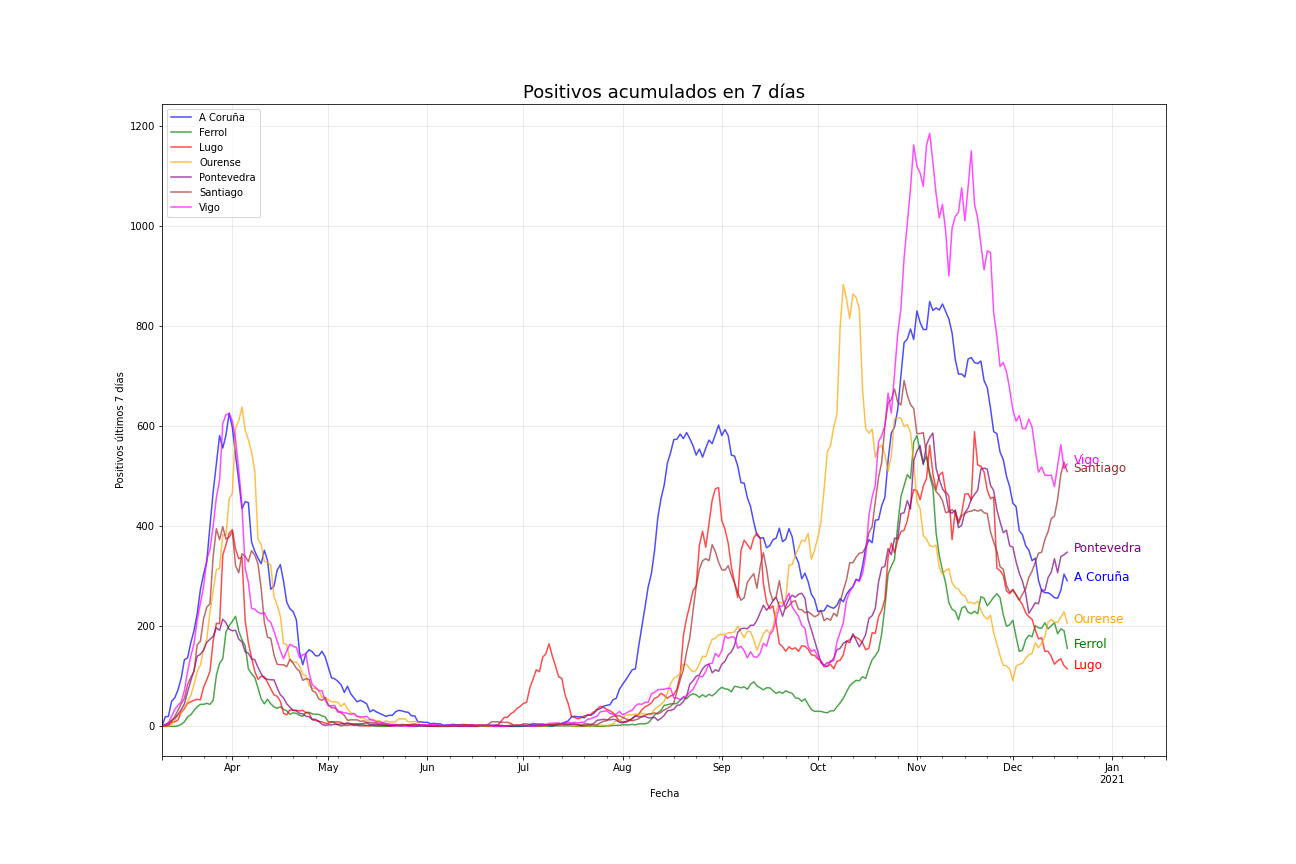 Positivos acumulados en 7 días
A Coruña
Ferrol
Lugo
Ourense
Pontevedra
Santiago
Vigo
1200
1000
800
600
400
200
0
Positivos últimos 7 días
Vigo
Santiago
Pontevedra
A Coruña
Ourense
Ferrol
Lugo
Apr May Jun Jul Aug Sep Oct Nov Dec Jan
2021
Fecha